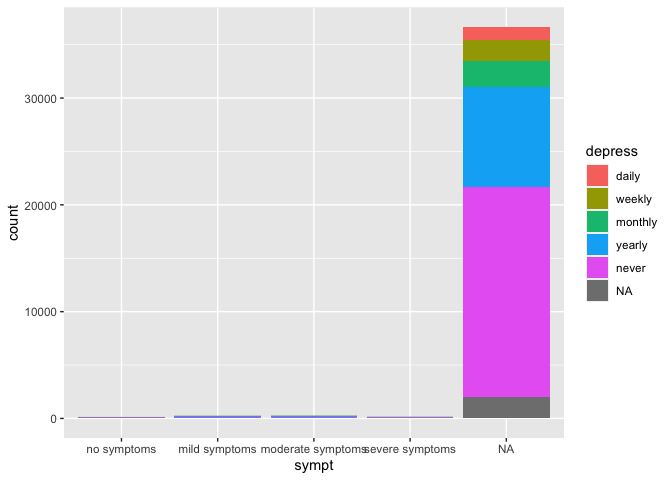 30000
20000
10000
0
count
no symptoms
mild symptoms
moderate symptoms
severe symptoms
NA
sympt
depress
daily
weekly
monthly
yearly
never
NA